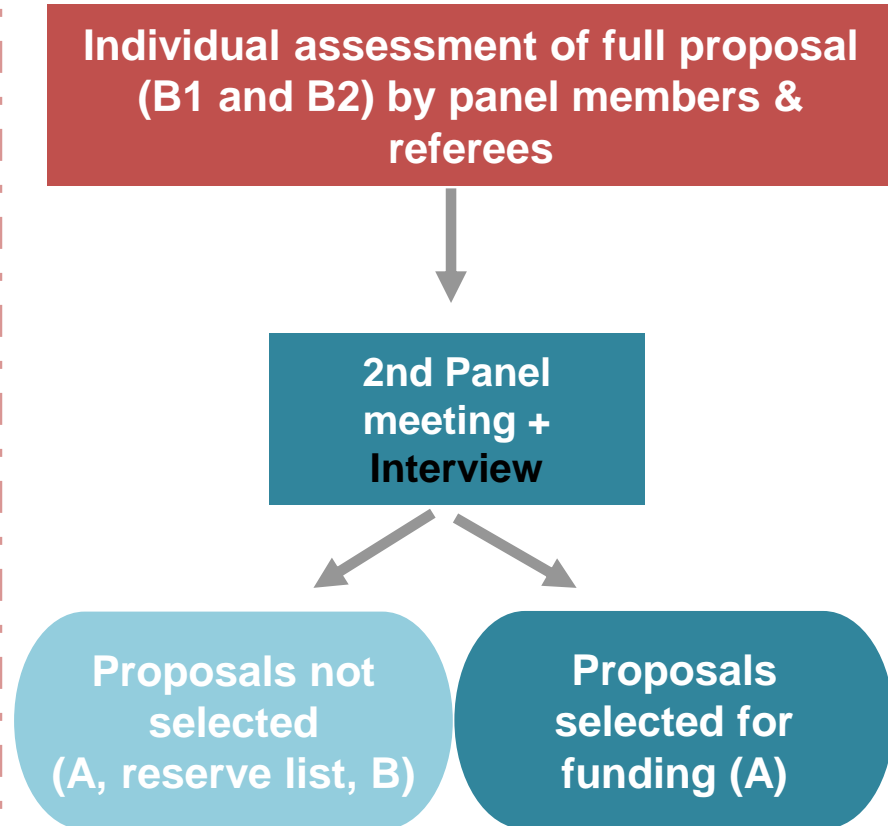 Individual assessment of full proposal
(B1 and B2) by panel members &
referees
2nd Panel
meeting +
Interview
Proposals not
selected
(A, reserve list, B)
Proposals
selected for
funding (A)